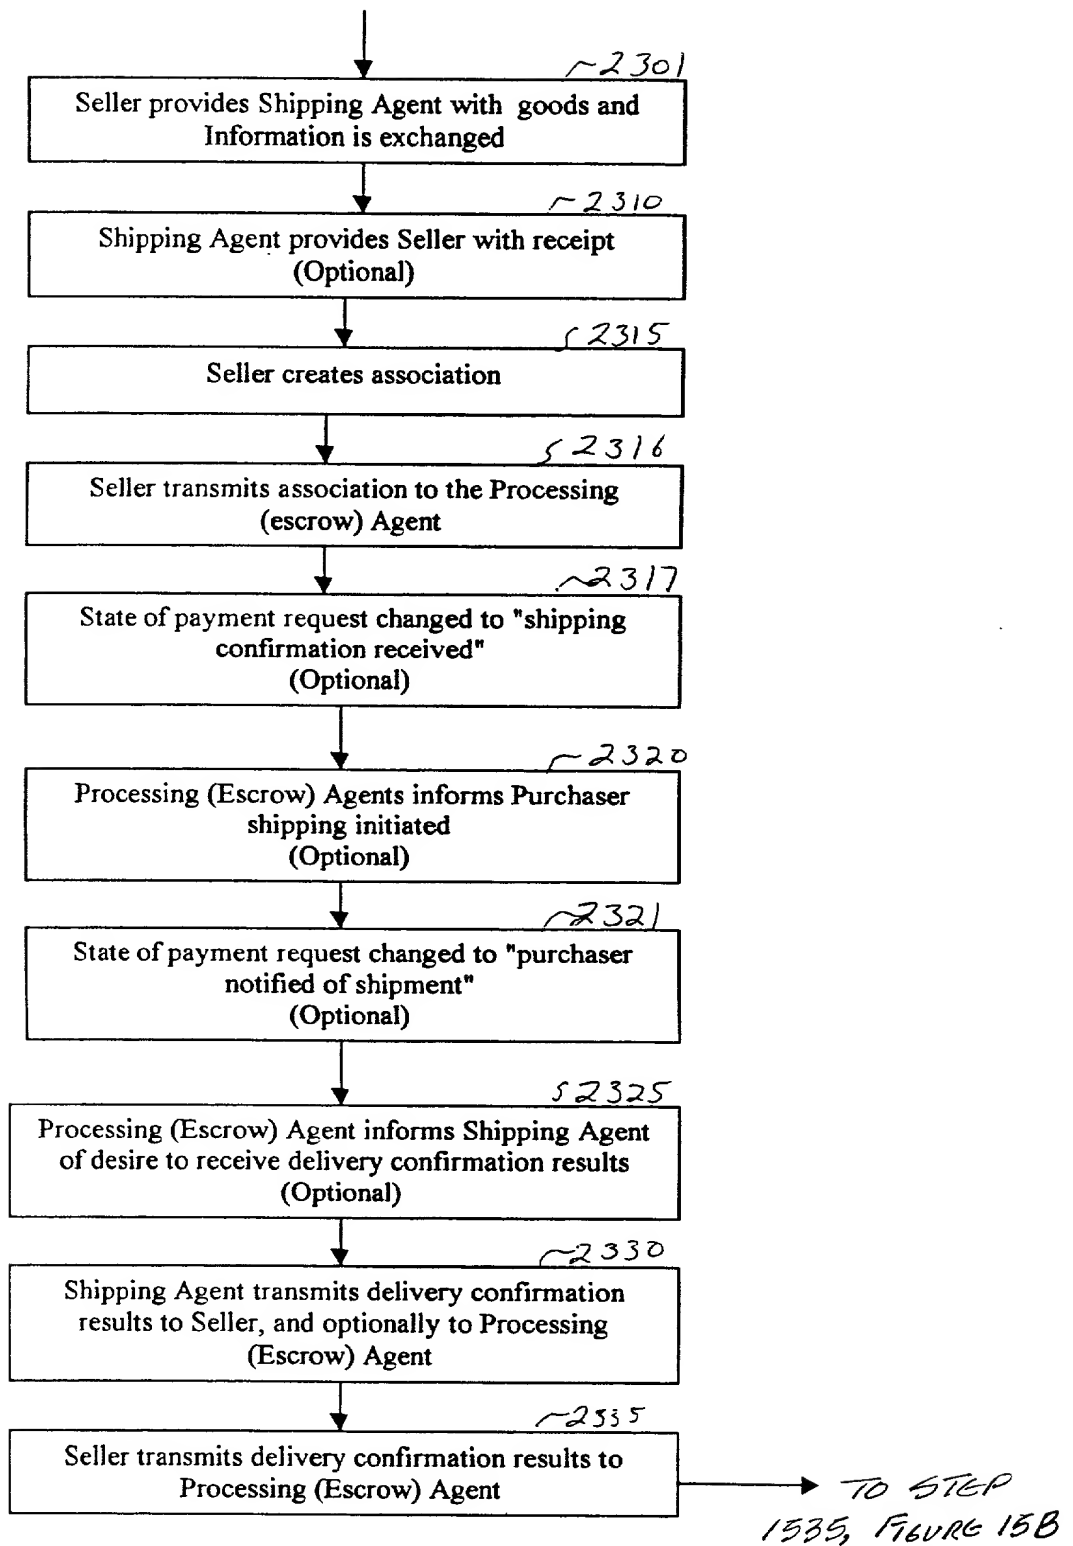 2301
Seller provides Shipping Agent with goods and
Information is exchanged
2310
Shipping Agent provides Seller with receipt
(Optional)
2315
Seller creates association
2316
Seller transmits association to the Processing
(escrow) Agent
2317
State of payment request changed to "shipping
confirmation received"
(Optional)
2320
Processing (Escrow) Agents informs Purchaser
shipping initiated
(Optional)
2321
State of payment request changed to "purchaser
notified of shipment"
(Optional)
2325
Processing (Escrow) Agent informs Shipping Agent
of desire to receive delivery confirmation results
(Optional)
2330
Shipping Agent transmits delivery confirmation
results to Seller, and optionally to Processing
(Escrow) Agent
2335
Seller transmits delivery confirmation results to
Processing (Escrow) Agent
TO STEP
1535, FIGURE 15B